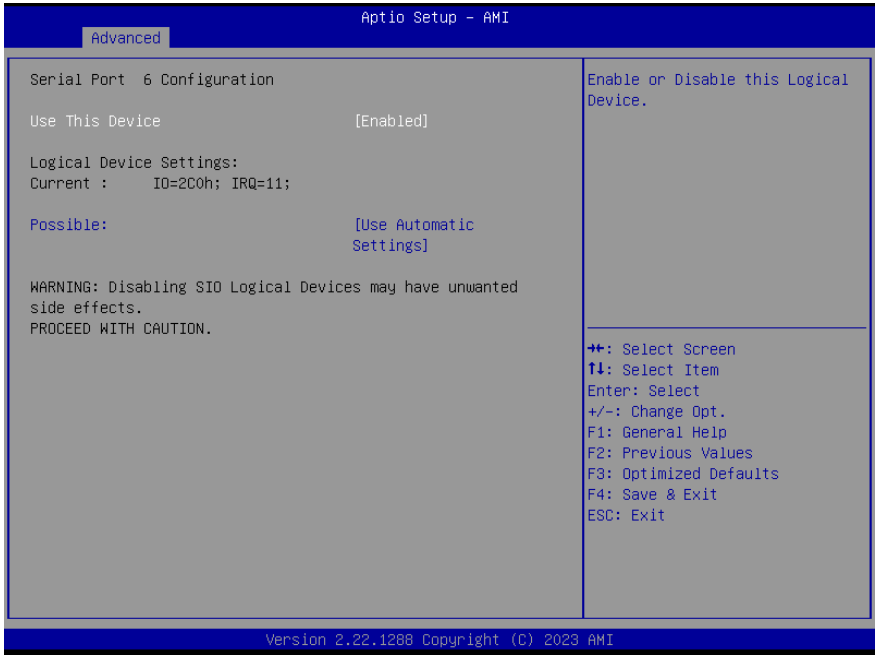 Aptio Setup – AMI
Advanced
Serial Port 6 Configuration
Use This Device [Enabled]
Logical Device Settings:
Current : IO=2C0h; IRQ=11;
Possible: [Use Automatic
Settings]
WARNING: Disabling SIO Logical Devices may have unwanted
side effects.
PROCEED WITH CAUTION.
Enable or Disable this Logical
Device.
→←: Select Screen
↑↓: Select Item
Enter: Select
+/-: Change Opt.
F1: General Help
F2: Previous Values
F3: Optimized Defaults
F4: Save & Exit
ESC: Exit
Version 2.22.1288 Copyright (C) 2023 AMI